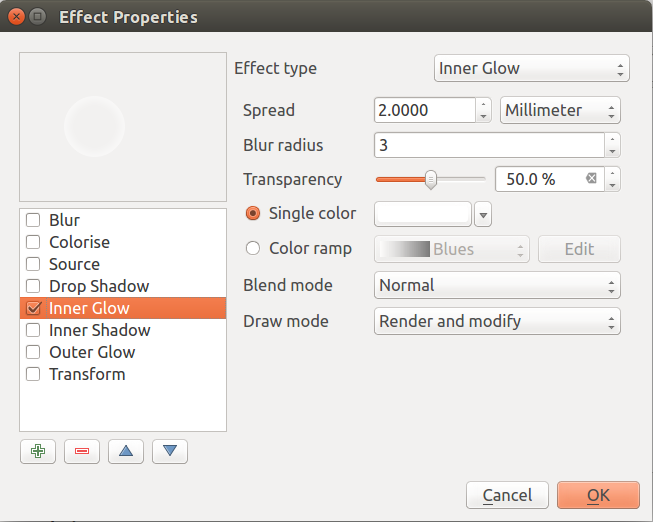 Effect Properties
Effect type Inner Glow
Spread 2.0000 Millimeter
Blur radius 3
Transparency 50.0 %
Single color
Color ramp Blues Edit
Blend mode Normal
Draw mode Render and modify
Blur
Colorise
Source
Drop Shadow
Inner Glow
Inner Shadow
Outer Glow
Transform
Cancel OK